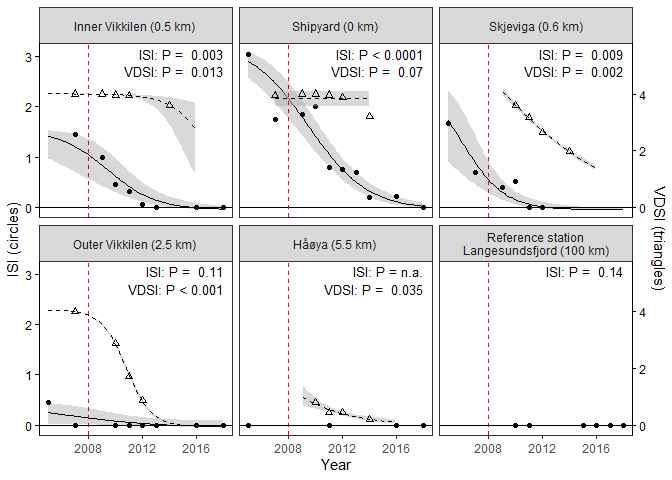 Inner Vikkilen (0.5 km)
Shipyard (0 km)
Skjeviga (0.6 km)
ISI: P = 0.003
VDSI: P = 0.013
ISI: P < 0.0001
VDSI: P = 0.07
ISI: P = 0.009
VDSI: P = 0.002
3
2
1
0
4
2
0
ISI (circles)
VDSI (triangles)
Outer Vikkilen (2.5 km)
Håøya (5.5 km)
Reference station
Langesundsfjord (100 km)
ISI: P = 0.11
VDSI: P < 0.001
ISI: P = n.a.
VDSI: P = 0.035
ISI: P = 0.14
3
2
1
0
4
2
0
2008 2012 2016
2008 2012 2016
2008 2012 2016
Year